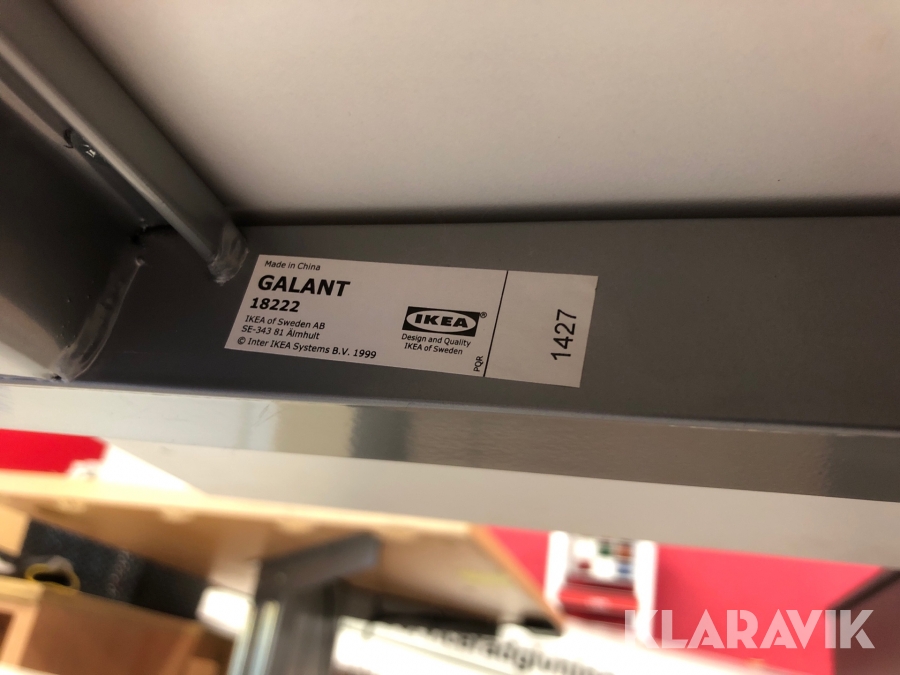 Made in China
GALANT
18222
IKEA of Sweden AB
SE-343 81 Älmhult
© Inter IKEA Systems B.V. 1999
IKEA®
Design and Quality
IKEA of Sweden
PQR
1427
KLARAVIK